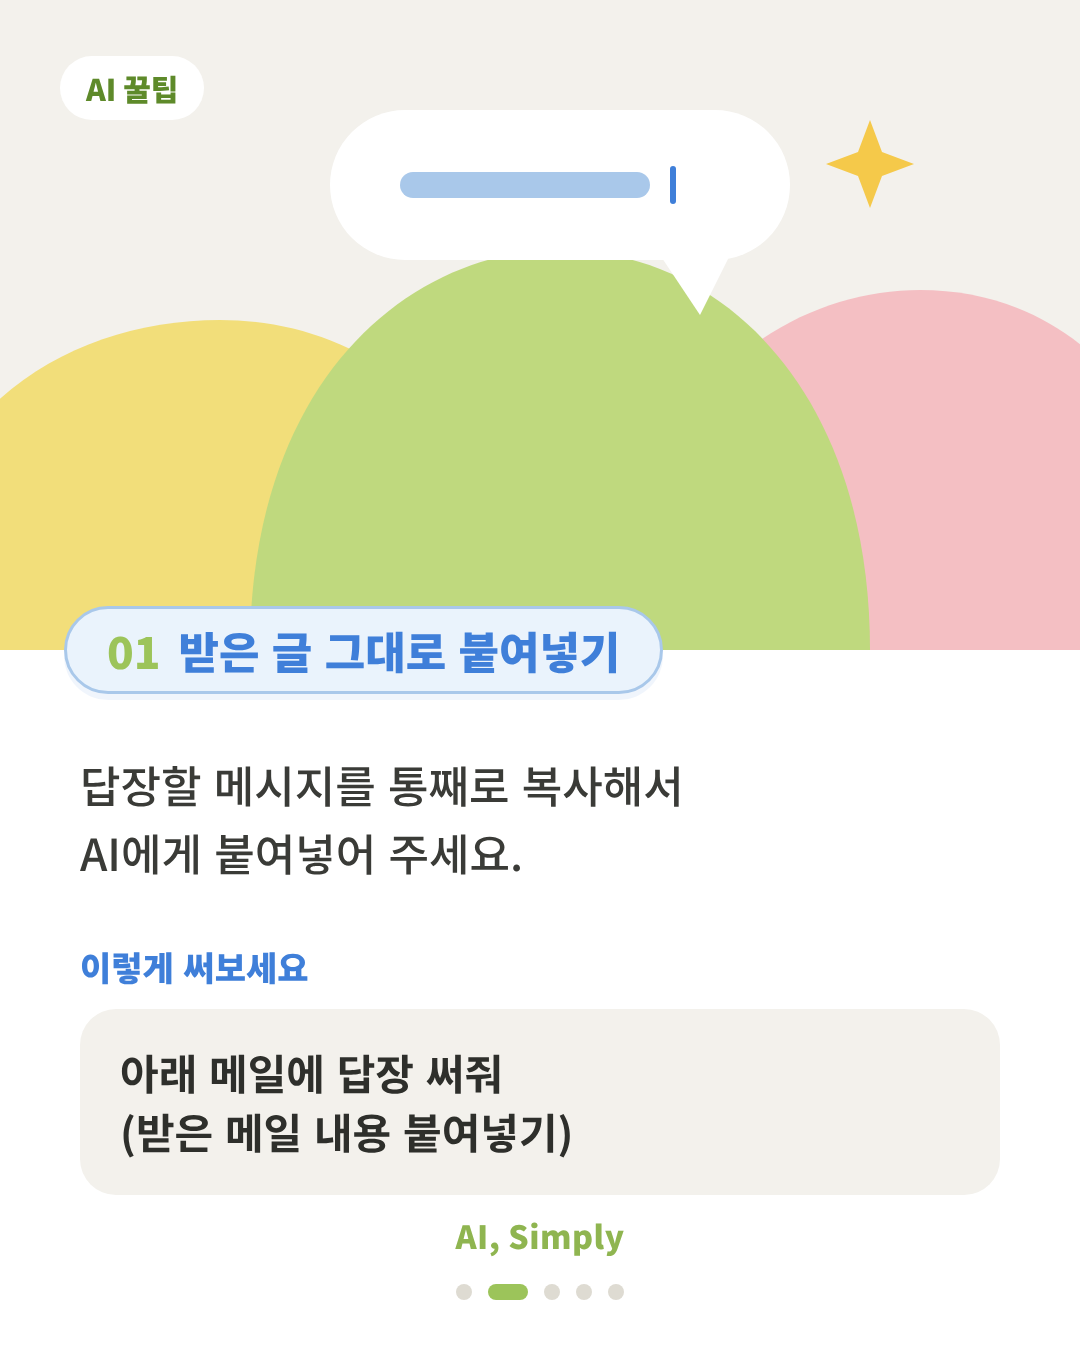 AI 꿀팁
01 받은 글 그대로 붙여넣기
답장할 메시지를 통째로 복사해서
AI에게 붙여넣어 주세요.
이렇게 써보세요
아래 메일에 답장 써줘
(받은 메일 내용 붙여넣기)
AI, Simply